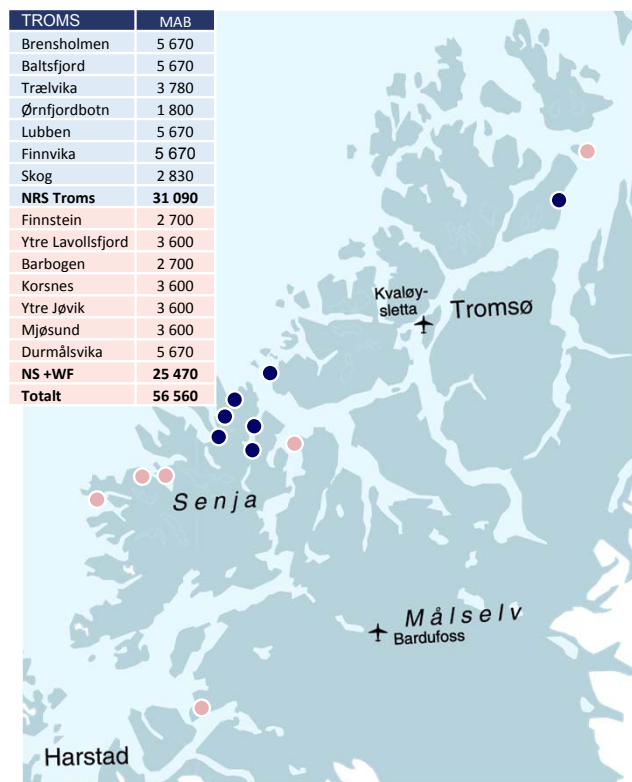 TROMS MAB
Brensholmen 5 670
Baltsfjord 5 670
Trælvika 3 780
Ørnfjordbotn 1 800
Lubben 5 670
Finnvika 5 670
Skog 2 830
NRS Troms 31 090
Finnstein 2 700
Ytre Lavollsfjord 3 600
Barbogen 2 700
Korsnes 3 600
Ytre Jøvik 3 600
Mjøsund 3 600
Durmålsvika 5 670
NS +WF 25 470
Totalt 56 560
Kvaløy-
sletta
Tromsø
Senja
Målselv
Bardufoss
Harstad